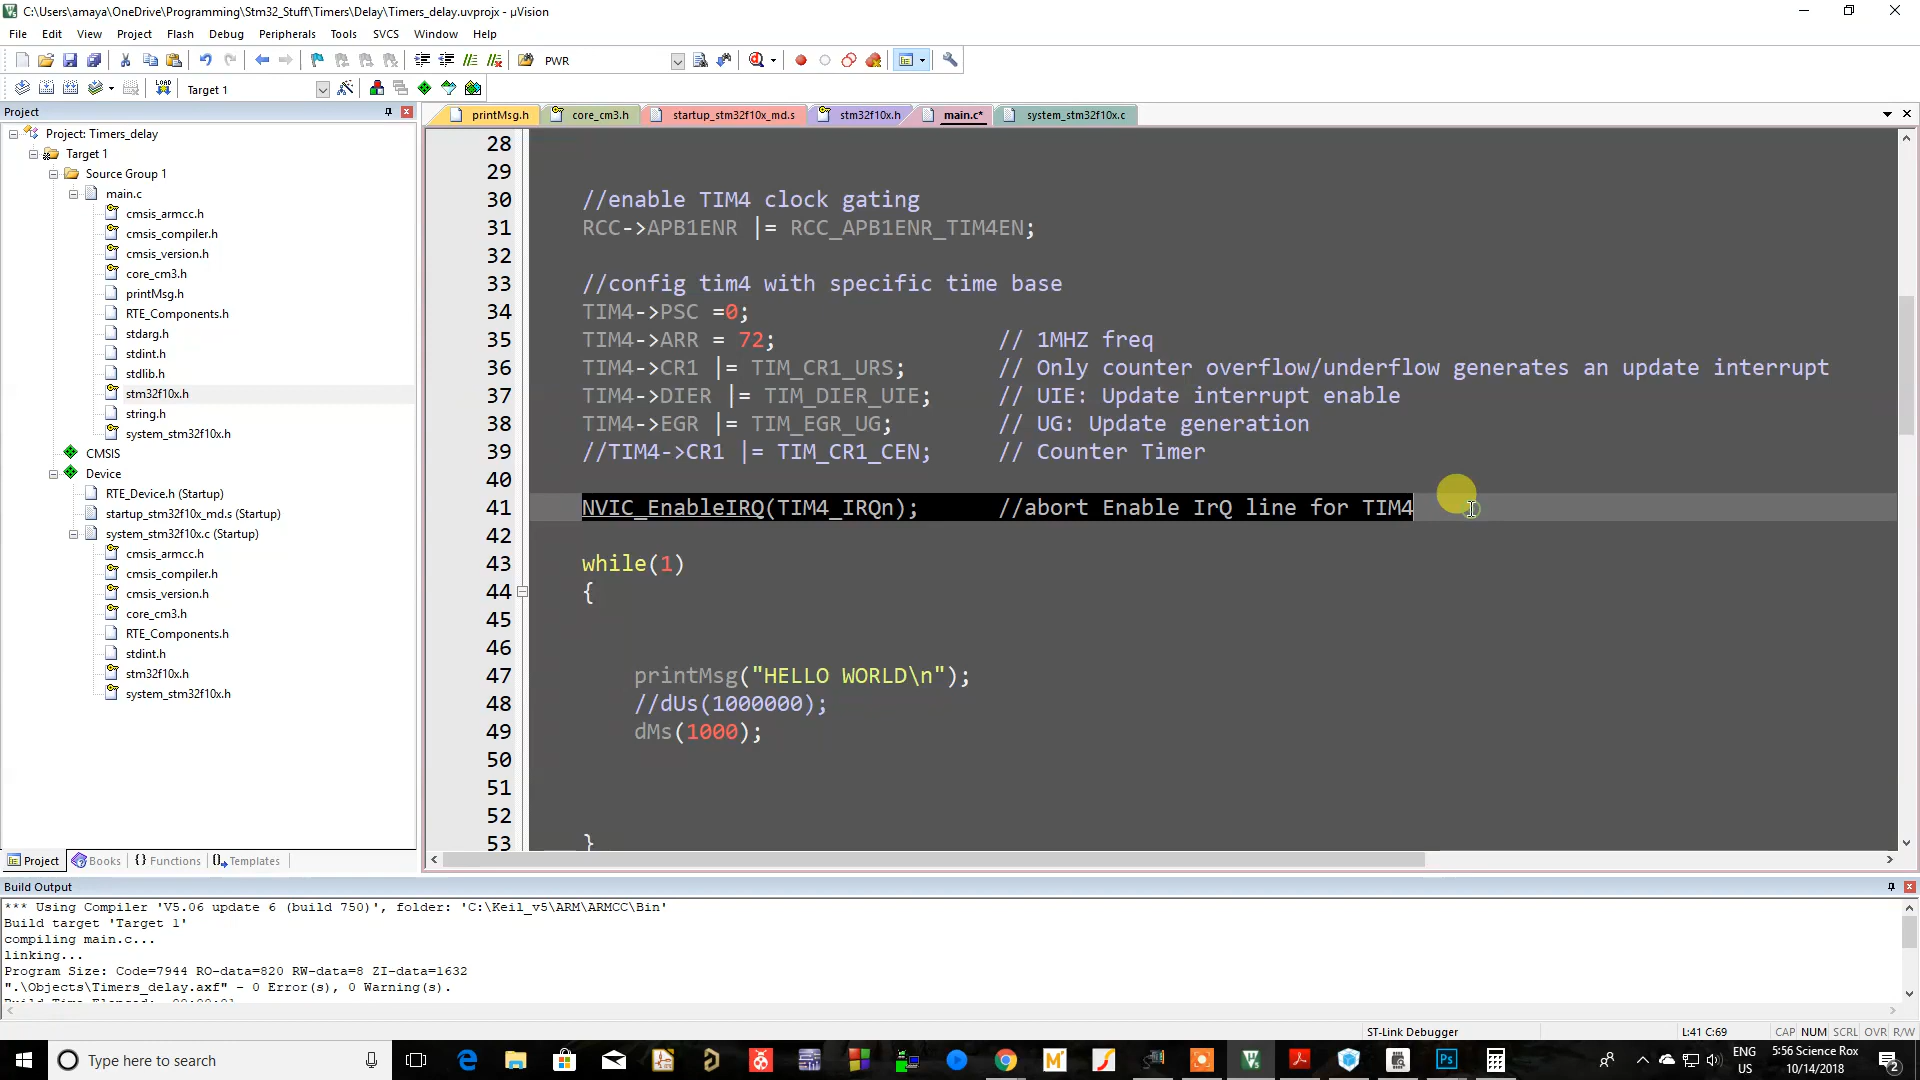 C:\Users\amaya\OneDrive\Programming\Stm32_Stuff\Timers\Delay\Timers_delay.uvprojx - µVision
File Edit View Project Flash Debug Peripherals Tools SVCS Window Help
PWR
LOAD Target 1
Project
printMsg.h core_cm3.h startup_stm32f10x_md.s stm32f10x.h main.c* system_stm32f10x.c
Project: Timers_delay
Target 1
Source Group 1
main.c
cmsis_armcc.h
cmsis_compiler.h
cmsis_version.h
core_cm3.h
printMsg.h
RTE_Components.h
stdarg.h
stdint.h
stdlib.h
stm32f10x.h
string.h
system_stm32f10x.h
CMSIS
Device
RTE_Device.h (Startup)
startup_stm32f10x_md.s (Startup)
system_stm32f10x.c (Startup)
cmsis_armcc.h
cmsis_compiler.h
cmsis_version.h
core_cm3.h
RTE_Components.h
stdint.h
stm32f10x.h
system_stm32f10x.h
Project Books {} Functions Templates
28
29
30 //enable TIM4 clock gating
31 RCC->APB1ENR |= RCC_APB1ENR_TIM4EN;
32
33 //config tim4 with specific time base
34 TIM4->PSC =0;
35 TIM4->ARR = 72; // 1MHZ freq
36 TIM4->CR1 |= TIM_CR1_URS; // Only counter overflow/underflow generates an update interrupt
37 TIM4->DIER |= TIM_DIER_UIE; // UIE: Update interrupt enable
38 TIM4->EGR |= TIM_EGR_UG; // UG: Update generation
39 //TIM4->CR1 |= TIM_CR1_CEN; // Counter Timer
40
41 NVIC_EnableIRQ(TIM4_IRQn); //abort Enable IrQ line for TIM4
42
43 while(1)
44 {
45
46
47 printMsg("HELLO WORLD\n");
48 //dUs(1000000);
49 dMs(1000);
50
51
52
53 }
Build Output
*** Using Compiler 'V5.06 update 6 (build 750)', folder: 'C:\Keil_v5\ARM\ARMCC\Bin'
Build target 'Target 1'
compiling main.c...
linking...
Program Size: Code=7944 RO-data=820 RW-data=8 ZI-data=1632
".\Objects\Timers_delay.axf" - 0 Error(s), 0 Warning(s).
ST-Link Debugger L:41 C:69 CAP NUM SCRL OVR R/W
Type here to search
ENG
US
5:56 Science Rox
10/14/2018
2